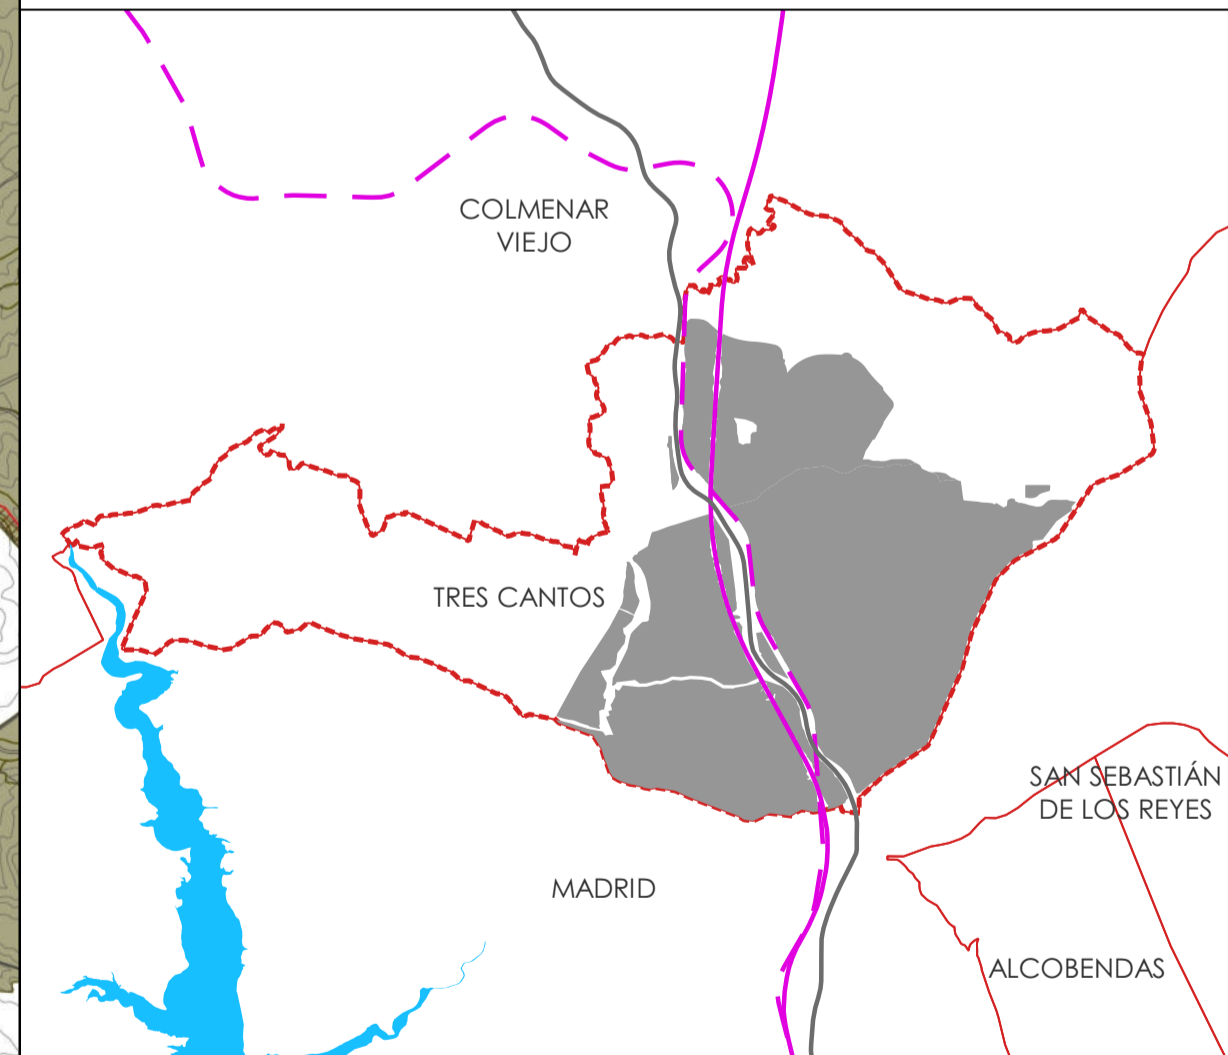 COLMENAR
VIEJO
TRES CANTOS
SAN SEBASTIÁN
DE LOS REYES
MADRID
ALCOBENDAS